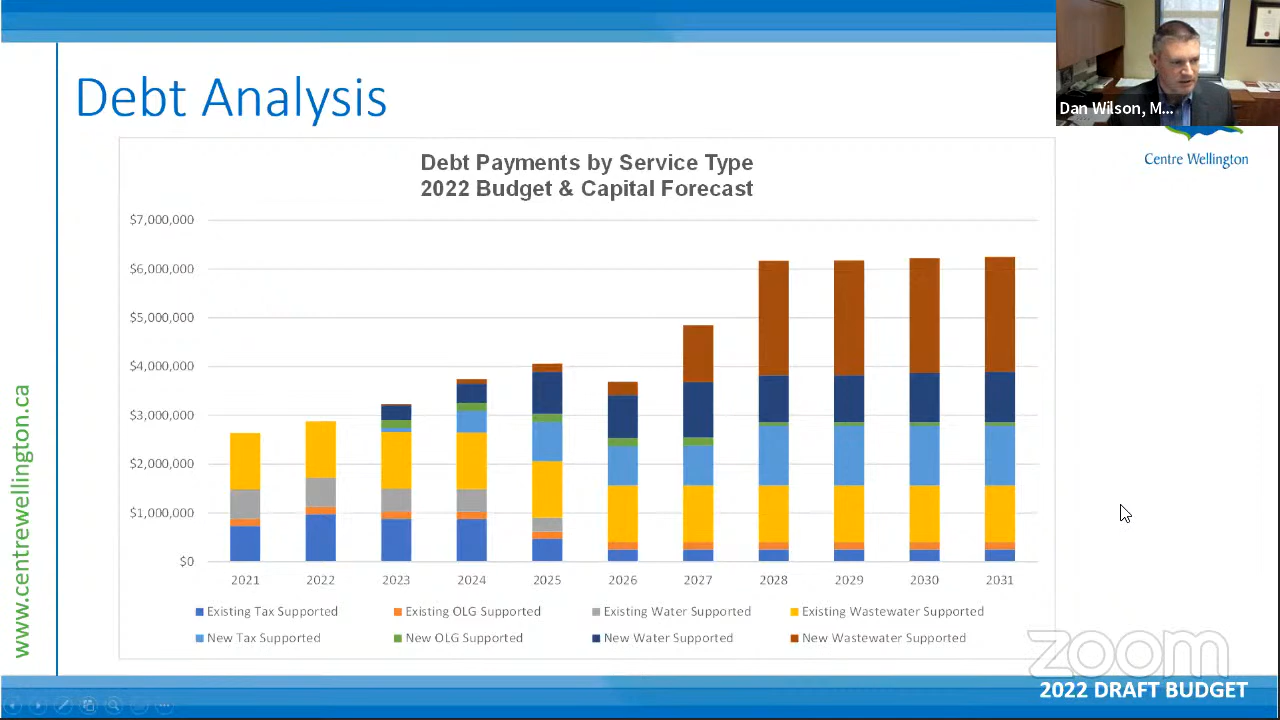 Debt Analysis
Dan Wilson, M...
Centre Wellington
Debt Payments by Service Type
2022 Budget & Capital Forecast
$7,000,000
$6,000,000
$5,000,000
$4,000,000
$3,000,000
$2,000,000
$1,000,000
$0
2021 2022 2023 2024 2025 2026 2027 2028 2029 2030 2031
Existing Tax Supported Existing OLG Supported Existing Water Supported Existing Wastewater Supported
New Tax Supported New OLG Supported New Water Supported New Wastewater Supported
www.centrewellington.ca
zoom
2022 DRAFT BUDGET